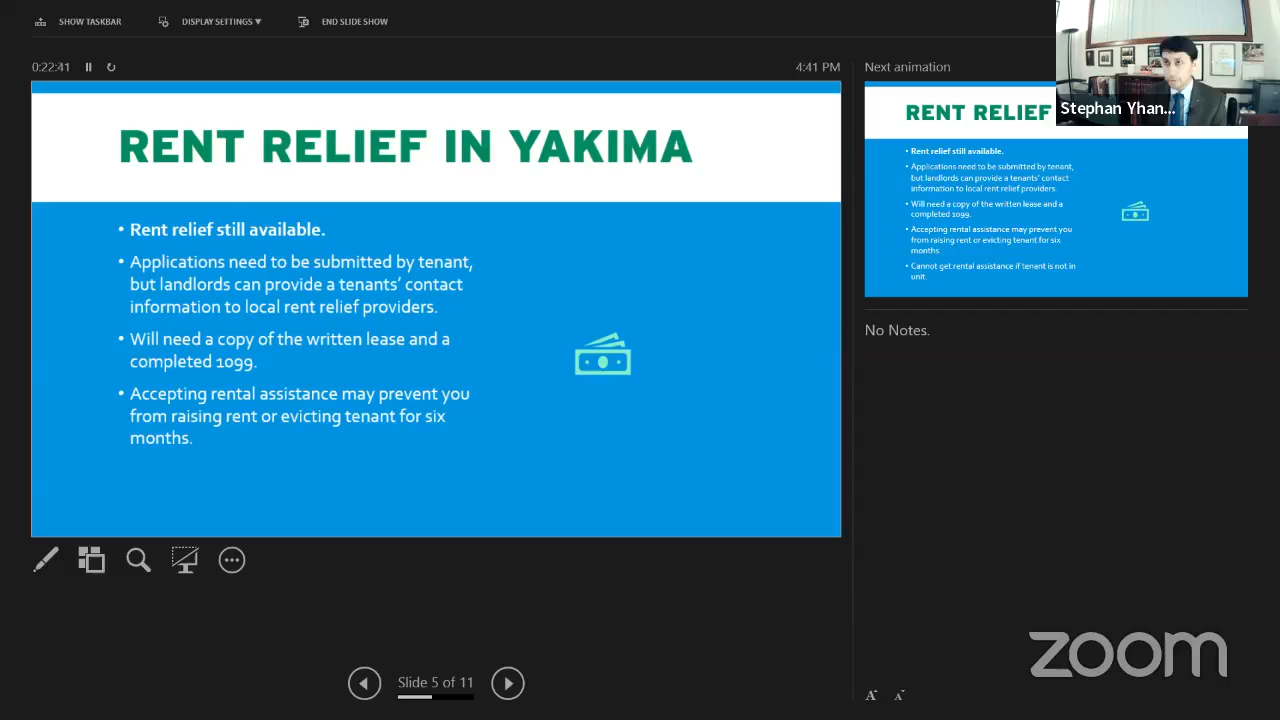 SHOW TASKBAR
DISPLAY SETTINGS ▼
END SLIDE SHOW
0:22:41
4:41 PM
RENT RELIEF IN YAKIMA
• Rent relief still available.
• Applications need to be submitted by tenant,
but landlords can provide a tenants' contact
information to local rent relief providers.
• Will need a copy of the written lease and a
completed 1099.
• Accepting rental assistance may prevent you
from raising rent or evicting tenant for six
months.
Slide 5 of 11
Next animation
RENT RELIEF
• Rent relief still available.
• Applications need to be submitted by tenant,
but landlords can provide a tenants' contact
information to local rent relief providers.
• Will need a copy of the written lease and a
completed 1099.
• Accepting rental assistance may prevent you
from raising rent or evicting tenant for six
months.
• Cannot get rental assistance if tenant is not in
unit.
Stephan Yhan...
No Notes.
zoom
A A